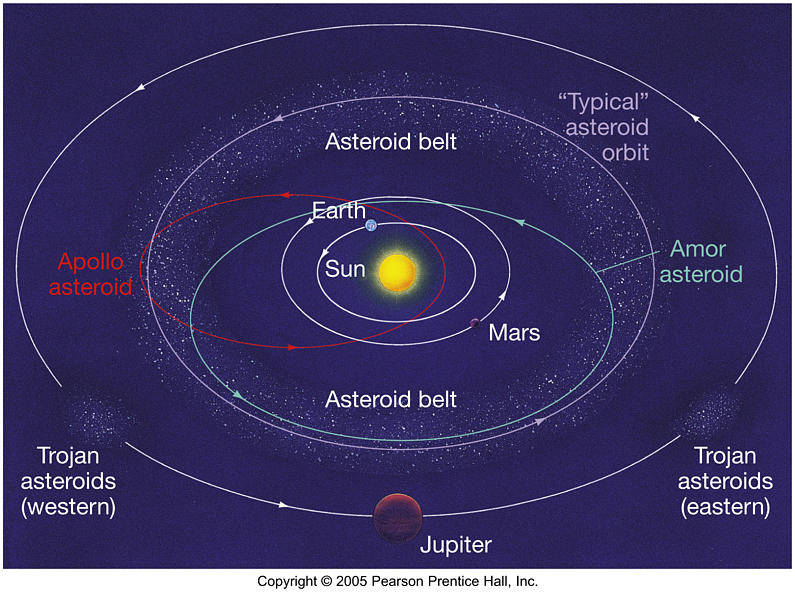 “Typical”
asteroid
orbit
Asteroid belt
Earth
Apollo
asteroid
Sun
Amor
asteroid
Mars
Asteroid belt
Trojan
asteroids
(western)
Trojan
asteroids
(eastern)
Jupiter
Copyright © 2005 Pearson Prentice Hall, Inc.